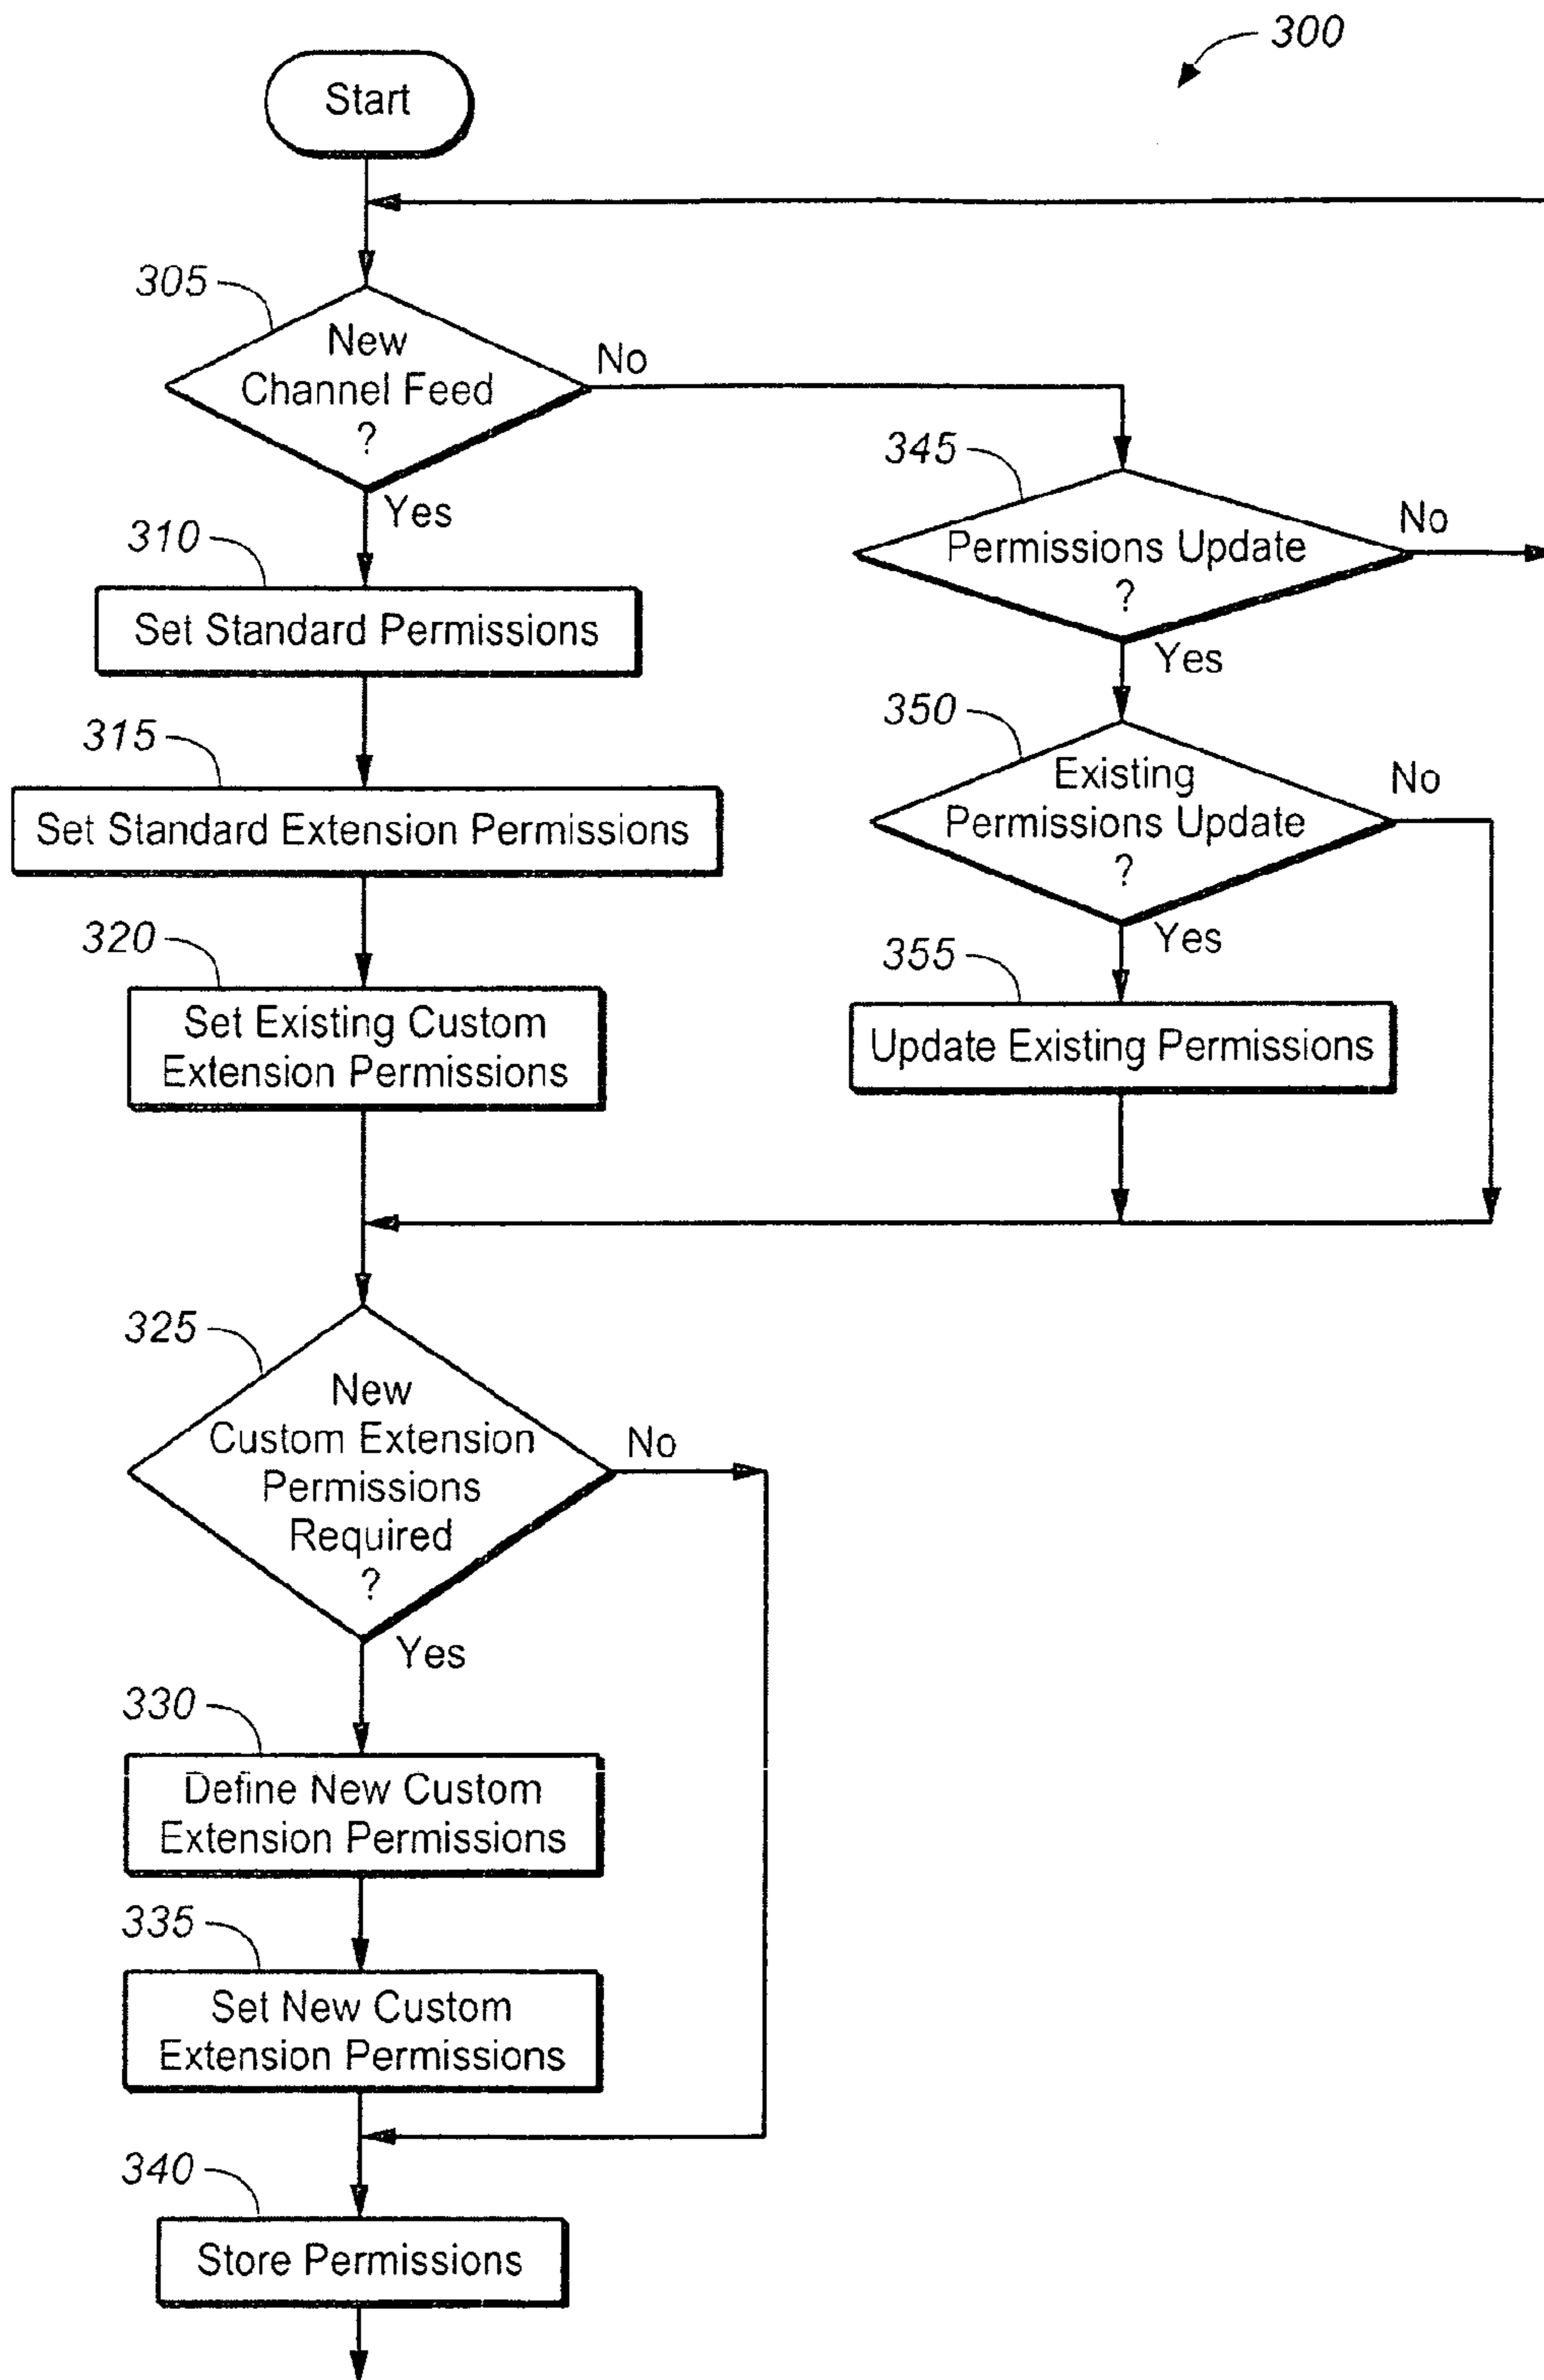 300
Start
305
New
Channel Feed
?
No
Yes
345
Permissions Update
?
No
Yes
310
Set Standard Permissions
315
Set Standard Extension Permissions
350
Existing
Permissions Update
?
No
Yes
320
Set Existing Custom
Extension Permissions
355
Update Existing Permissions
325
New
Custom Extension
Permissions
Required
?
No
Yes
330
Define New Custom
Extension Permissions
335
Set New Custom
Extension Permissions
340
Store Permissions